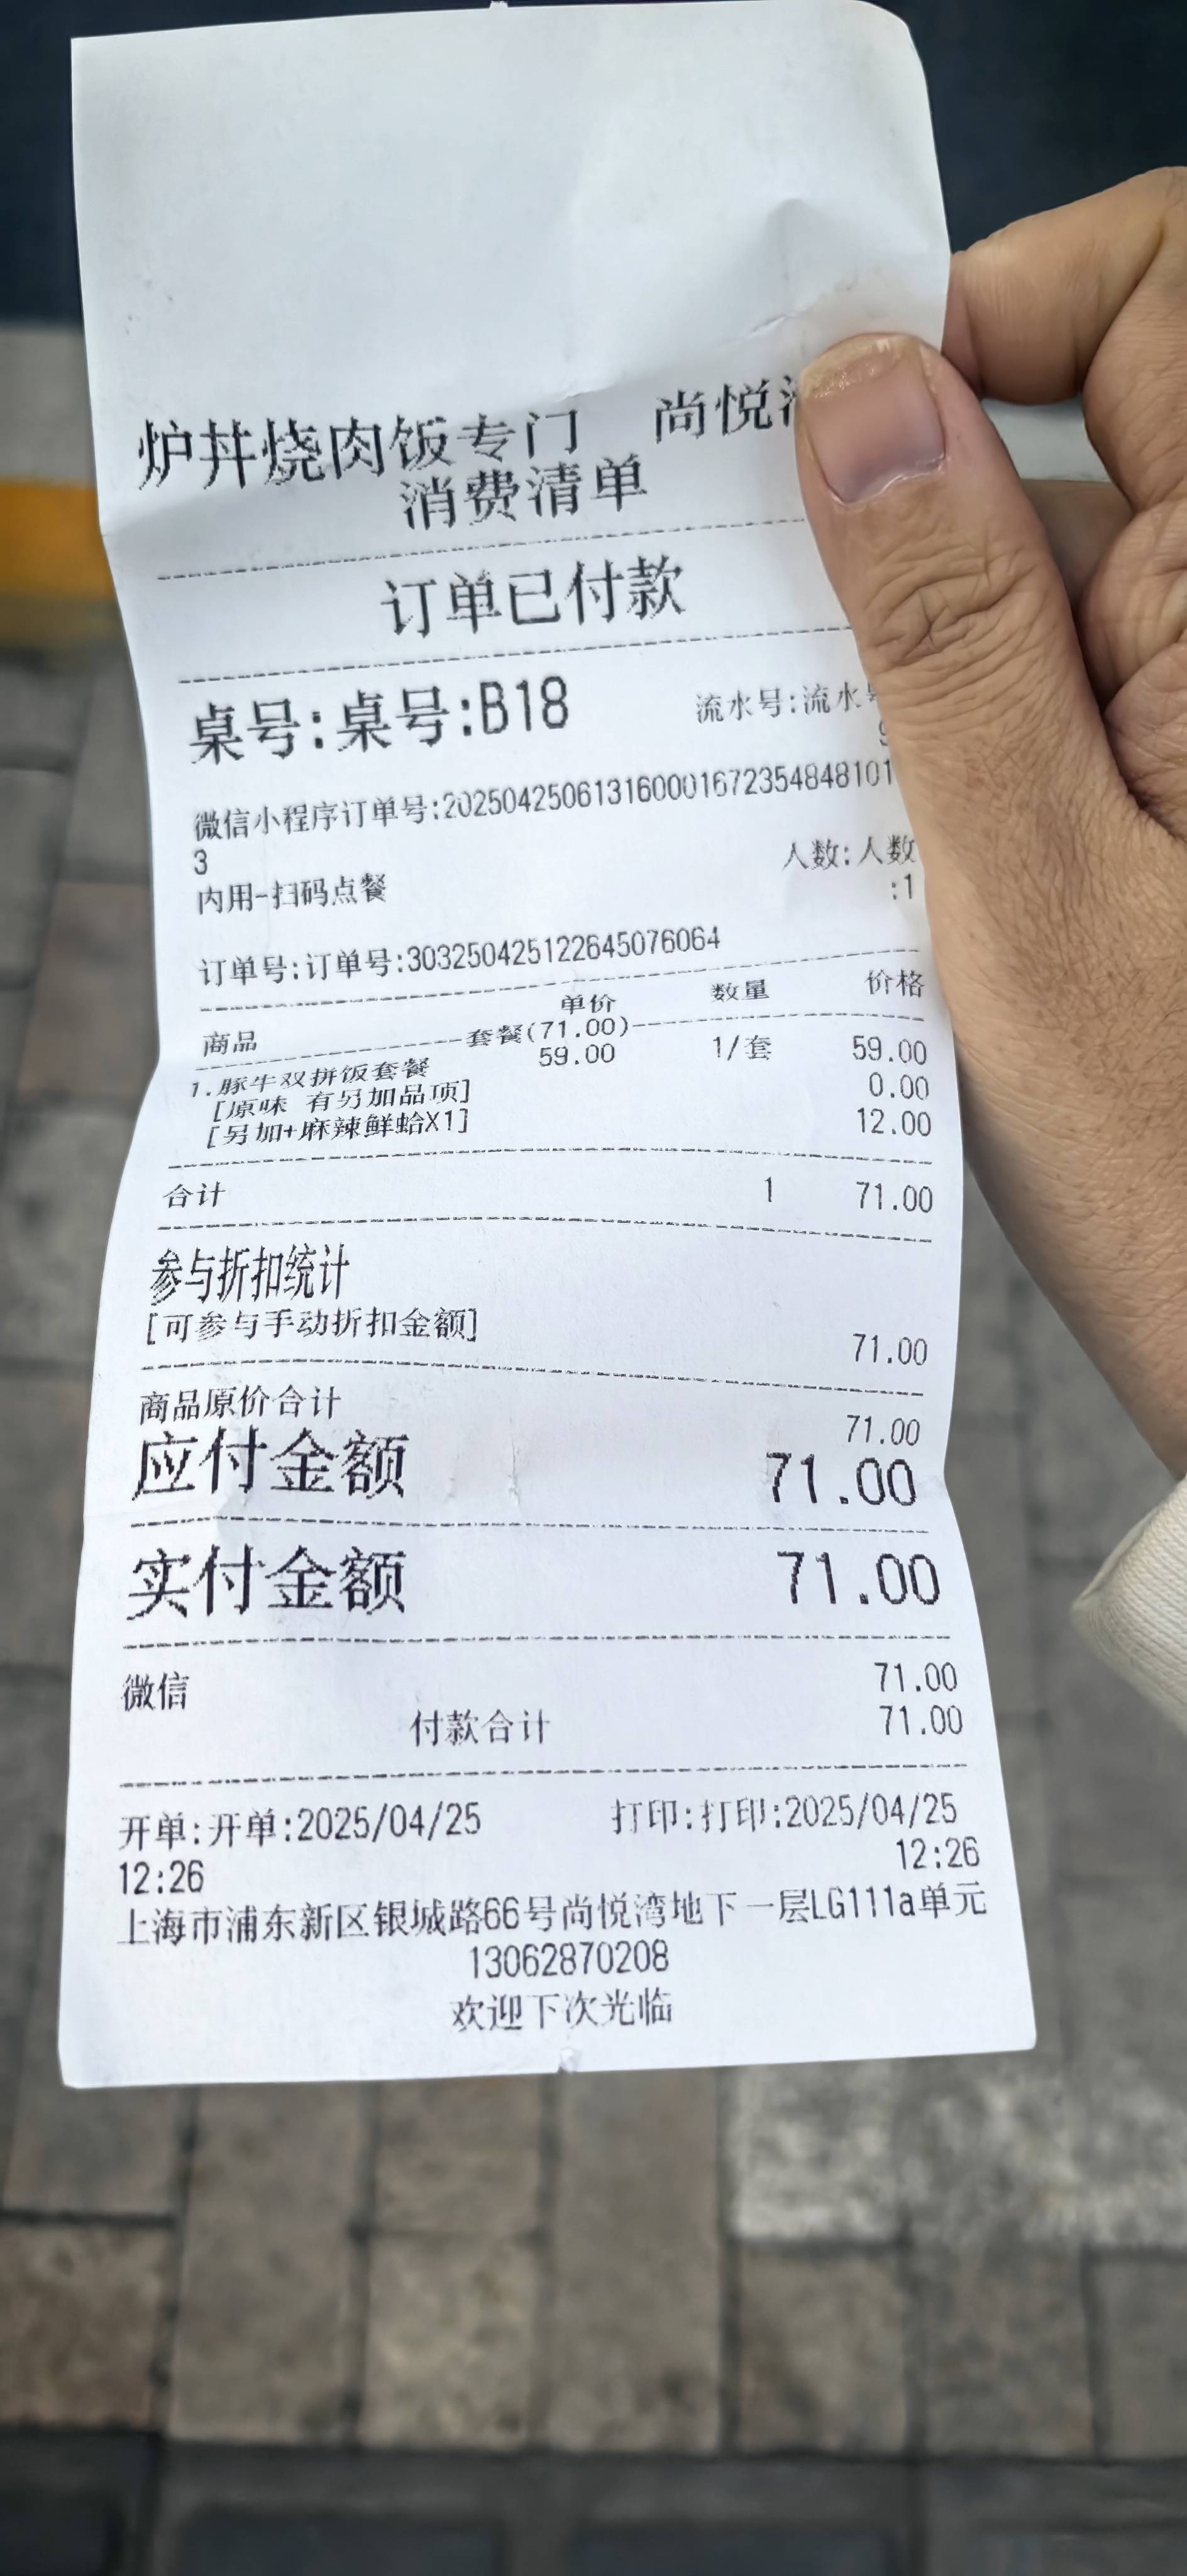 炉丼烧肉饭专门 尚悦
消费清单
订单已付款
桌号:桌号:B18
流水号:流水
9
微信小程序订单号:202504250613160001672354848101
3
人数:人数
:1
内用-扫码点餐
订单号:订单号:303250425122645076064
商品 单价 数量 价格
套餐(71.00)
1.豚牛双拼饭套餐 59.00 1/套 59.00
[原味 有另加品项] 0.00
[另加+麻辣鲜蛤X1] 12.00
合计 1 71.00
参与折扣统计
[可参与手动折扣金额] 71.00
商品原价合计 71.00
应付金额 71.00
实付金额 71.00
微信 71.00
付款合计 71.00
开单:开单:2025/04/25
12:26
打印:打印:2025/04/25
12:26
上海市浦东新区银城路66号尚悦湾地下一层LG111a单元
13062870208
欢迎下次光临